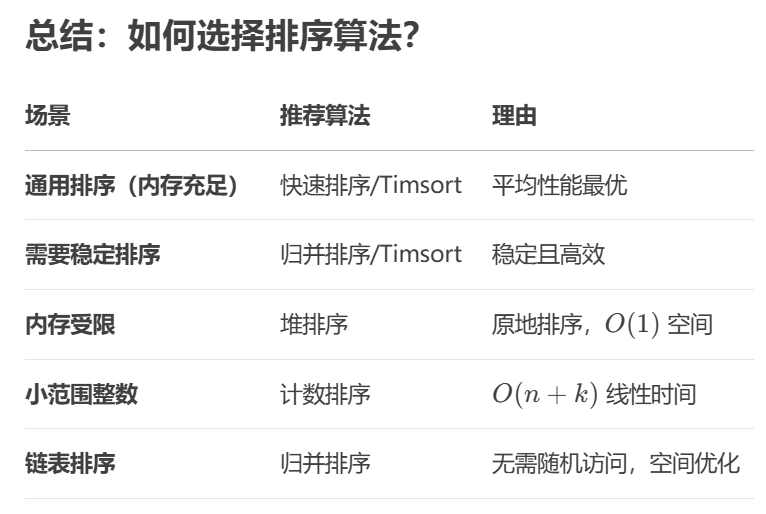 总结：如何选择排序算法？
场景 推荐算法 理由
通用排序（内存充足） 快速排序/Timsort 平均性能最优
需要稳定排序 归并排序/Timsort 稳定且高效
内存受限 堆排序 原地排序，O(1) 空间
小范围整数 计数排序 O(n + k) 线性时间
链表排序 归并排序 无需随机访问，空间优化